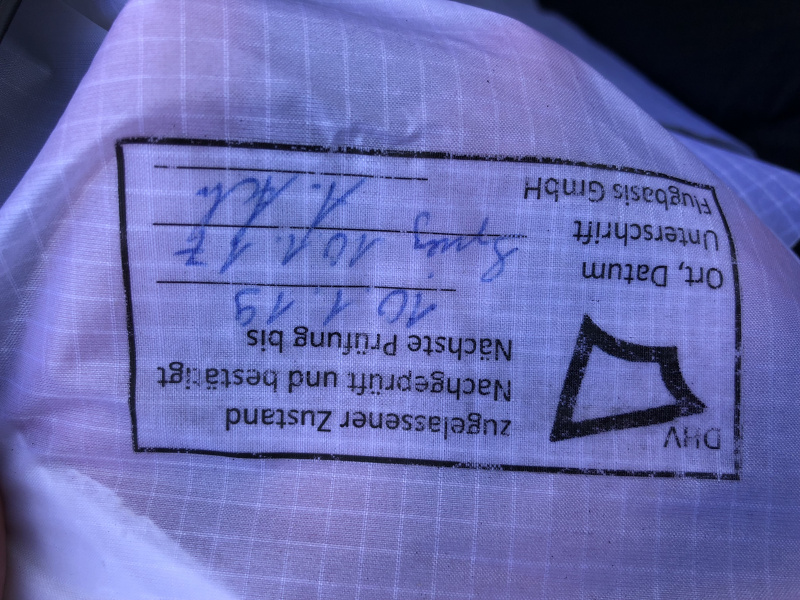 DHV
zugelassener Zustand
Nachgeprüft und bestätigt
Nächste Prüfung bis
10.1.19
Ort, Datum
Spiez 10.1.17
Unterschrift
Flugbasis GmbH